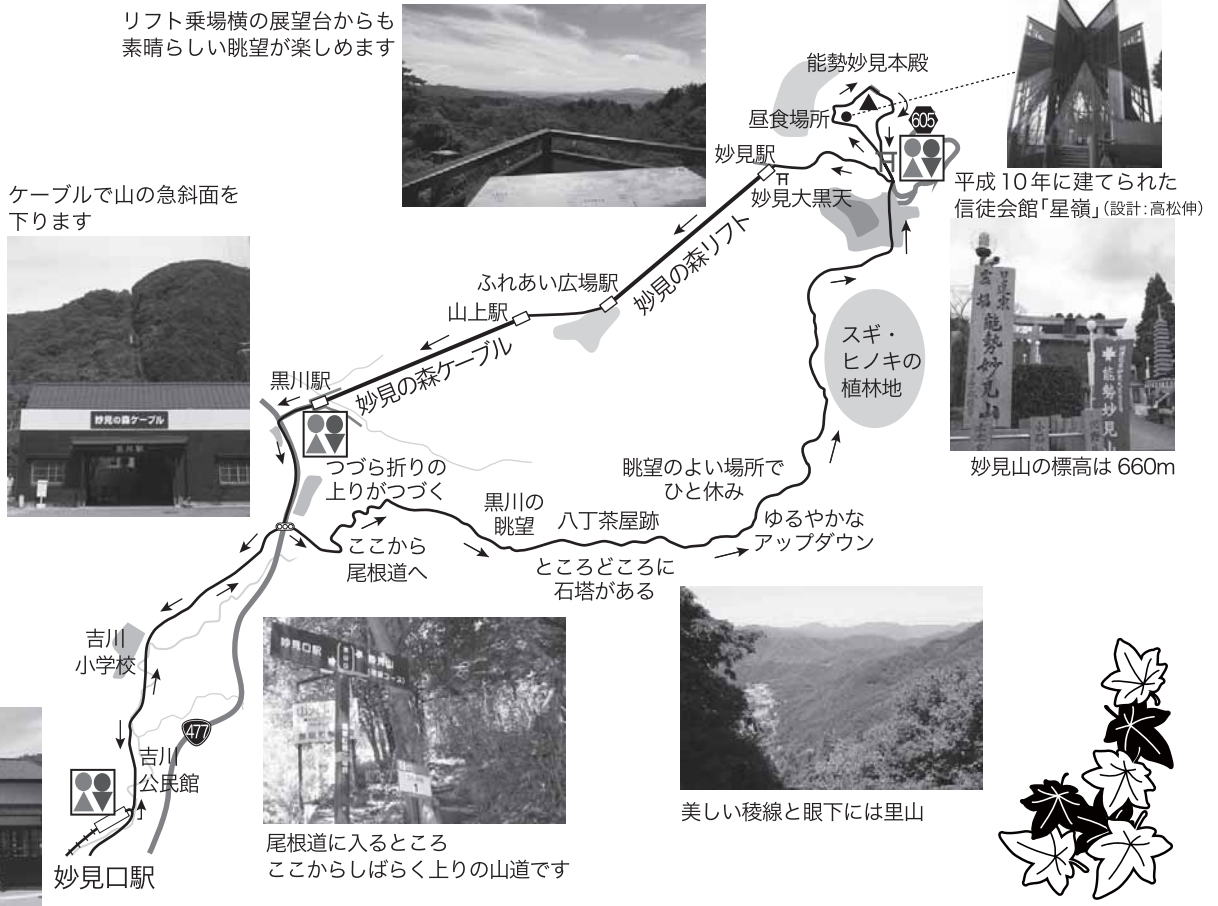 リフト乗場横の展望台からも
素晴らしい眺望が楽しめます
能勢妙見本殿
昼食場所
605
妙見駅
妙見大黒天
平成10年に建てられた
信徒会館「星嶺」(設計:高松伸)
ケーブルで山の急斜面を
下ります
妙見の森リフト
ふれあい広場駅
山上駅
妙見の森ケーブル
黒川駅
スギ・
ヒノキの
植林地
能勢妙見山
能勢妙見山
妙見山の標高は 660m
妙見の森ケーブル
黒川駅
つづら折りの
上りがつづく
眺望のよい場所で
ひと休み
黒川の
眺望
八丁茶屋跡
ゆるやかな
アップダウン
ここから
尾根道へ
ところどころに
石塔がある
吉川
小学校
妙見口駅
477
吉川
公民館
妙見口駅
美しい稜線と眼下には里山
尾根道に入るところ
ここからしばらく上りの山道です